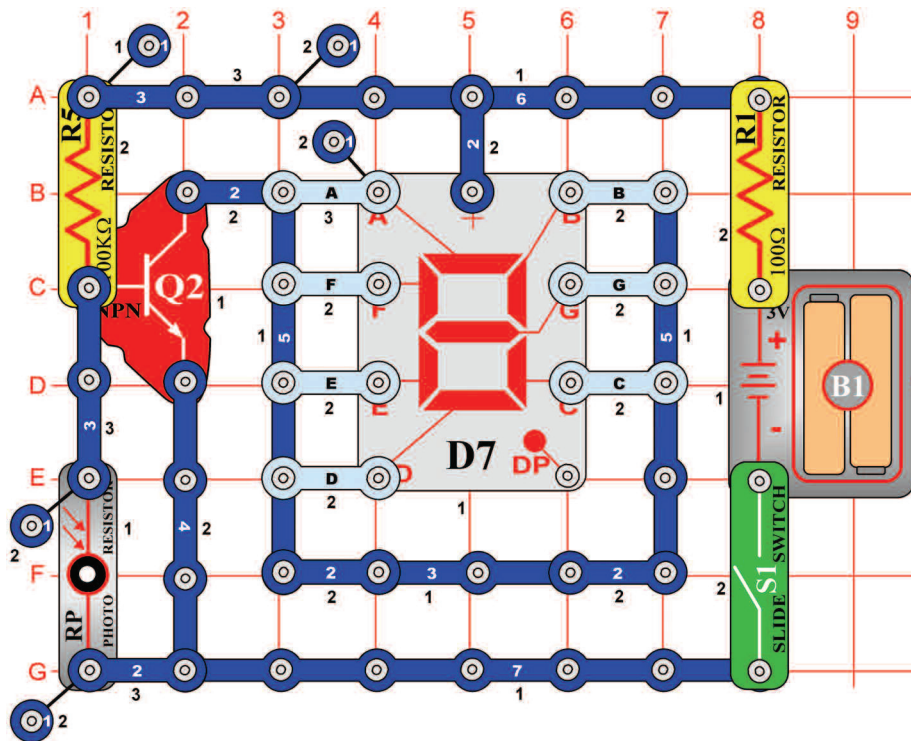 1 2 3 4 5 6 7 8 9
1 1 2 1
A 3 3 6 1
R5 RESISTOR 2 100KΩ
2 2
R1 RESISTOR 2 100Ω
2 1
B 2 2 A 3 A + B B 2
C NPN Q2 1 F 2 F G G 2
3V
1 5 5 1
D E 2 E C C 2
+ - B1 1
3 3
E D 2 D D7 DP 1
1 2
4 2
RP PHOTO RESISTOR 1
F 2 2 3 1 2 2
S1 SLIDE SWITCH 2
G 2 3 7 1
1 2